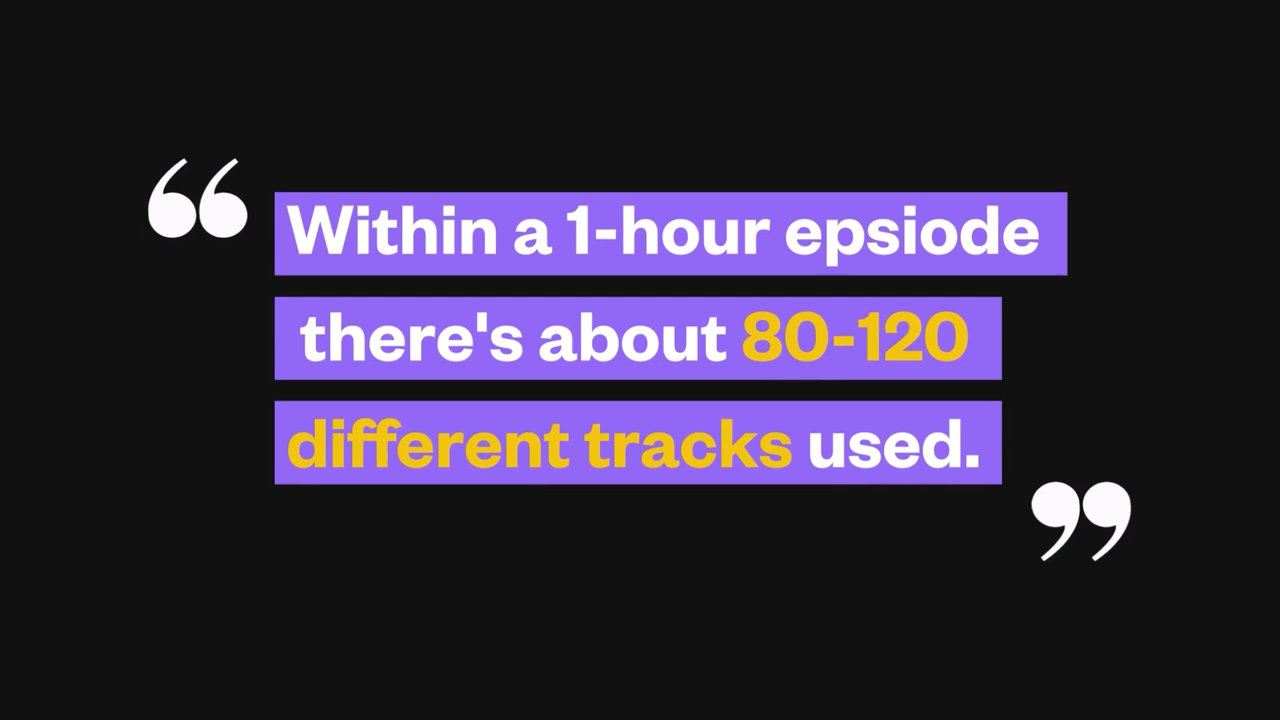 “Within a 1-hour epsiode
there's about 80-120
different tracks used.”